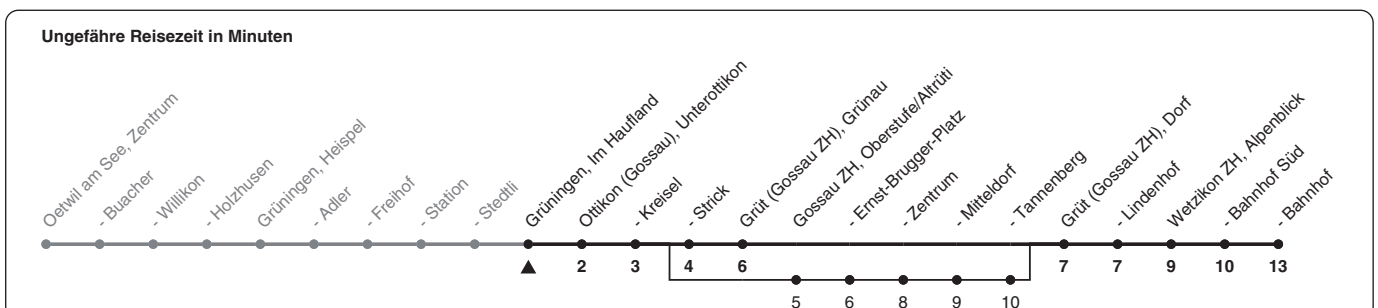 Ungefähre Reisezeit in Minuten
Oetwil am See, Zentrum
- Buacher
- Willikon
- Holzhusen
Grüningen, Heispel
- Adler
- Freihof
- Station
- Stedtli
Grüningen, Im Haufland
Ottikon (Gossau), Unterottikon
- Kreisel
- Strick
Grüt (Gossau ZH), Grünau
Gossau ZH, Oberstufe/Altrüti
- Ernst-Brugger-Platz
- Zentrum
- Mitteldorf
- Tannenberg
Grüt (Gossau ZH), Dorf
- Lindenhof
Wetzikon ZH, Alpenblick
- Bahnhof Süd
- Bahnhof
2 3 4 6 7 7 9 10 13
5 6 8 9 10